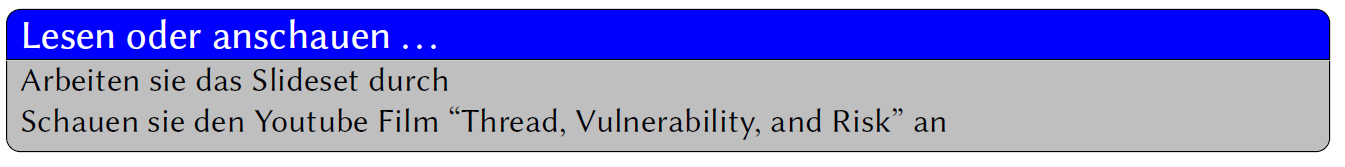 Lesen oder anschauen …
Arbeiten sie das Slideset durch
Schauen sie den Youtube Film “Thread, Vulnerability, and Risk” an